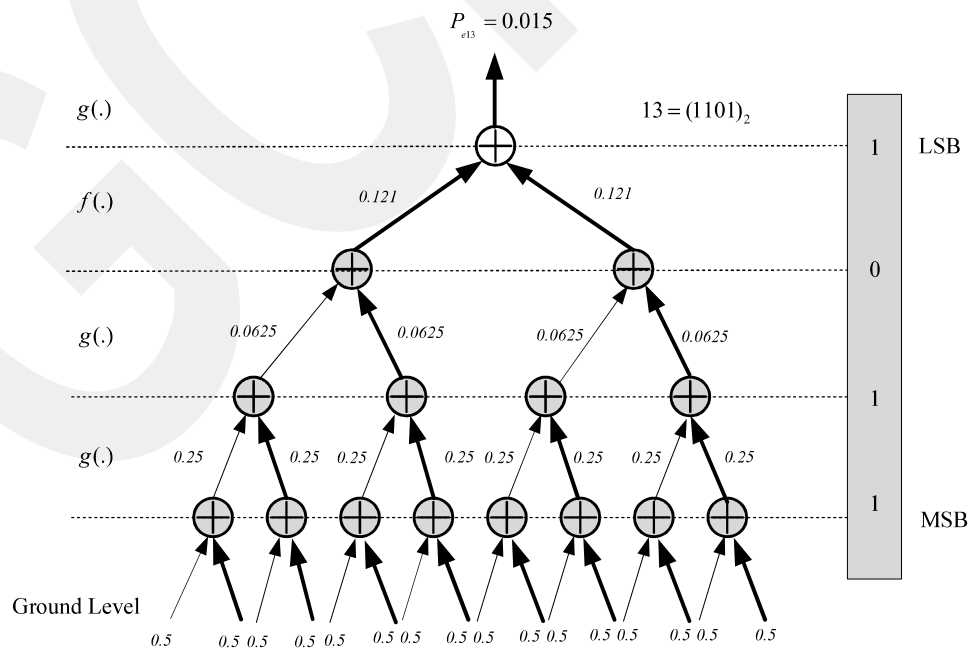 P_{e13} = 0.015
g(.)
13 = (1101)_2
1 LSB
f(.)
0.121 0.121
0
g(.)
0.0625 0.0625 0.0625 0.0625
1
g(.)
0.25 0.25 0.25 0.25 0.25 0.25 0.25 0.25
1
MSB
Ground Level
0.5 0.5 0.5 0.5 0.5 0.5 0.5 0.5 0.5 0.5 0.5 0.5 0.5 0.5 0.5 0.5